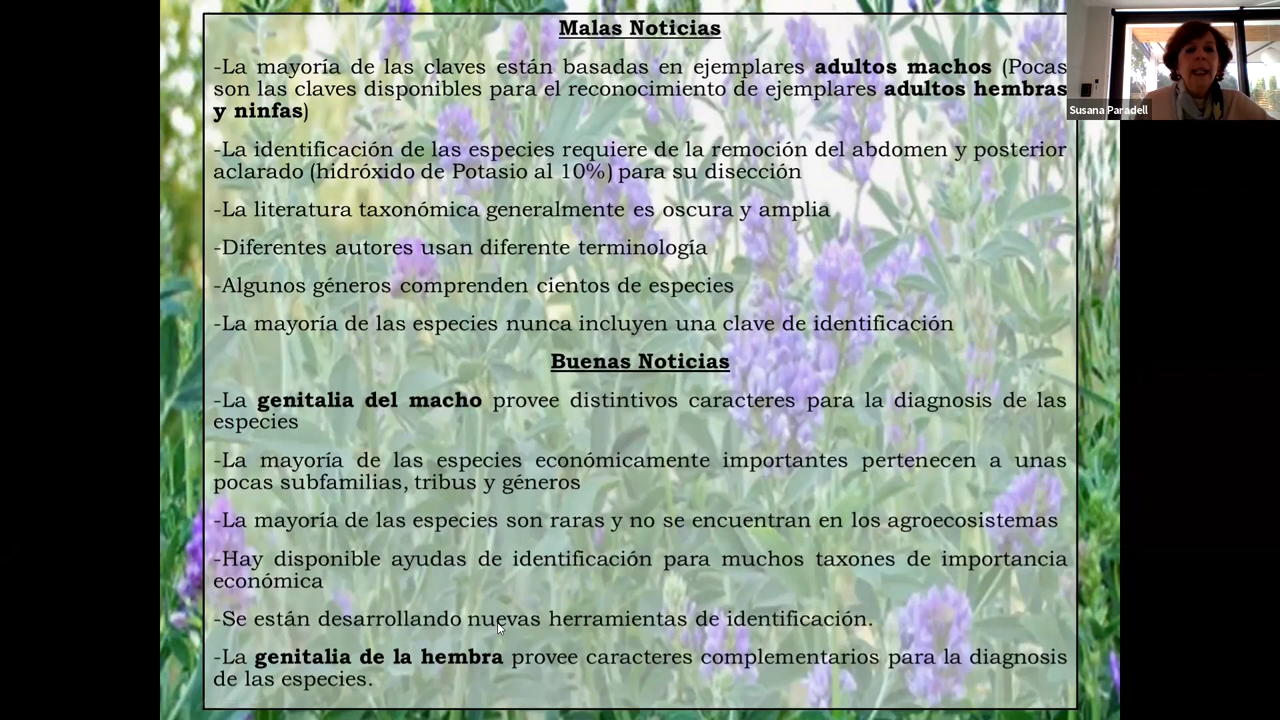 Malas Noticias
-La mayoría de las claves están basadas en ejemplares adultos machos (Pocas
son las claves disponibles para el reconocimiento de ejemplares adultos hembras
y ninfas)
-La identificación de las especies requiere de la remoción del abdomen y posterior
aclarado (hidróxido de Potasio al 10%) para su disección
-La literatura taxonómica generalmente es oscura y amplia
-Diferentes autores usan diferente terminología
-Algunos géneros comprenden cientos de especies
-La mayoría de las especies nunca incluyen una clave de identificación
Buenas Noticias
-La genitalia del macho provee distintivos caracteres para la diagnosis de las
especies
-La mayoría de las especies económicamente importantes pertenecen a unas
pocas subfamilias, tribus y géneros
-La mayoría de las especies son raras y no se encuentran en los agroecosistemas
-Hay disponible ayudas de identificación para muchos taxones de importancia
económica
-Se están desarrollando nuevas herramientas de identificación.
-La genitalia de la hembra provee caracteres complementarios para la diagnosis
de las especies.
Susana Paradell